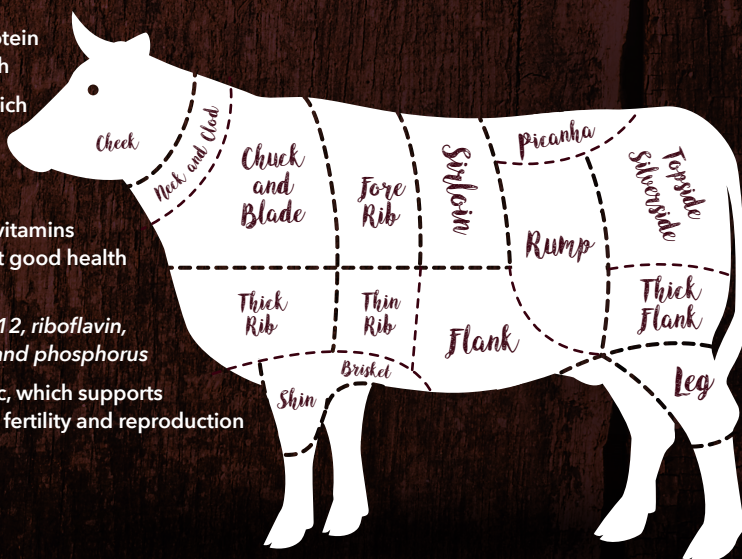 otein
h
ich
vitamins
t good health
12, riboflavin,
and phosphorus
c, which supports
fertility and reproduction
Cheek
Neck and Clod
Chuck
and
Blade
Fore
Rib
Sirloin
Picanha
Rump
Topside
Silverside
Thick
Rib
Thin
Rib
Flank
Thick
Flank
Brisket
Shin
Leg